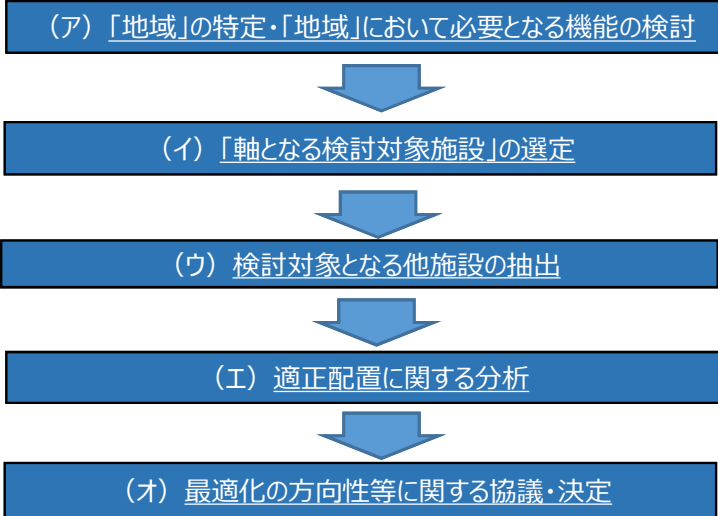 （ア）「地域」の特定・「地域」において必要となる機能の検討
（イ）「軸となる検討対象施設」の選定
（ウ）検討対象となる他施設の抽出
（エ）適正配置に関する分析
（オ）最適化の方向性等に関する協議・決定